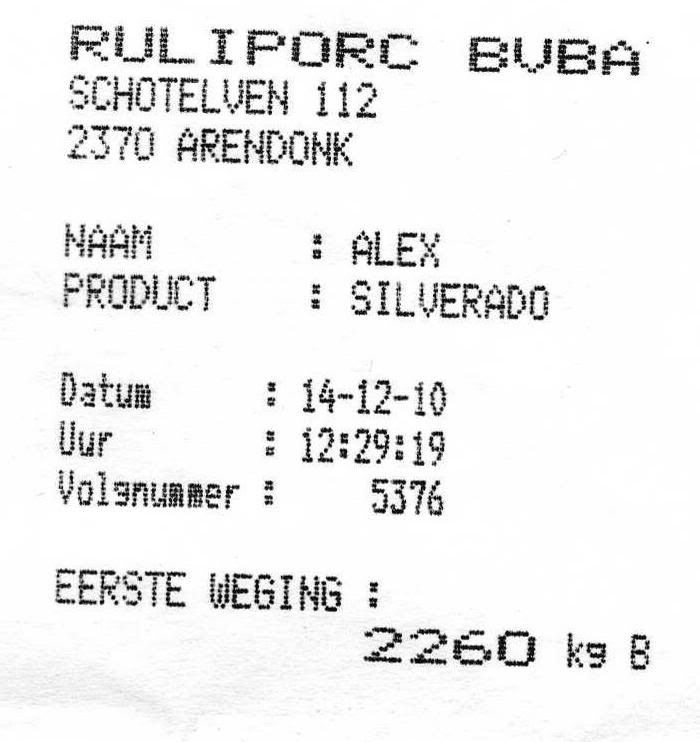 RULIPORC BVBA
SCHOTELVEN 112
2370 ARENDONK
NAAM : ALEX
PRODUCT : SILVERADO
Datum : 14-12-10
Uur : 12:29:19
Volgnummer : 5376
EERSTE WEGING :
2260 kg B